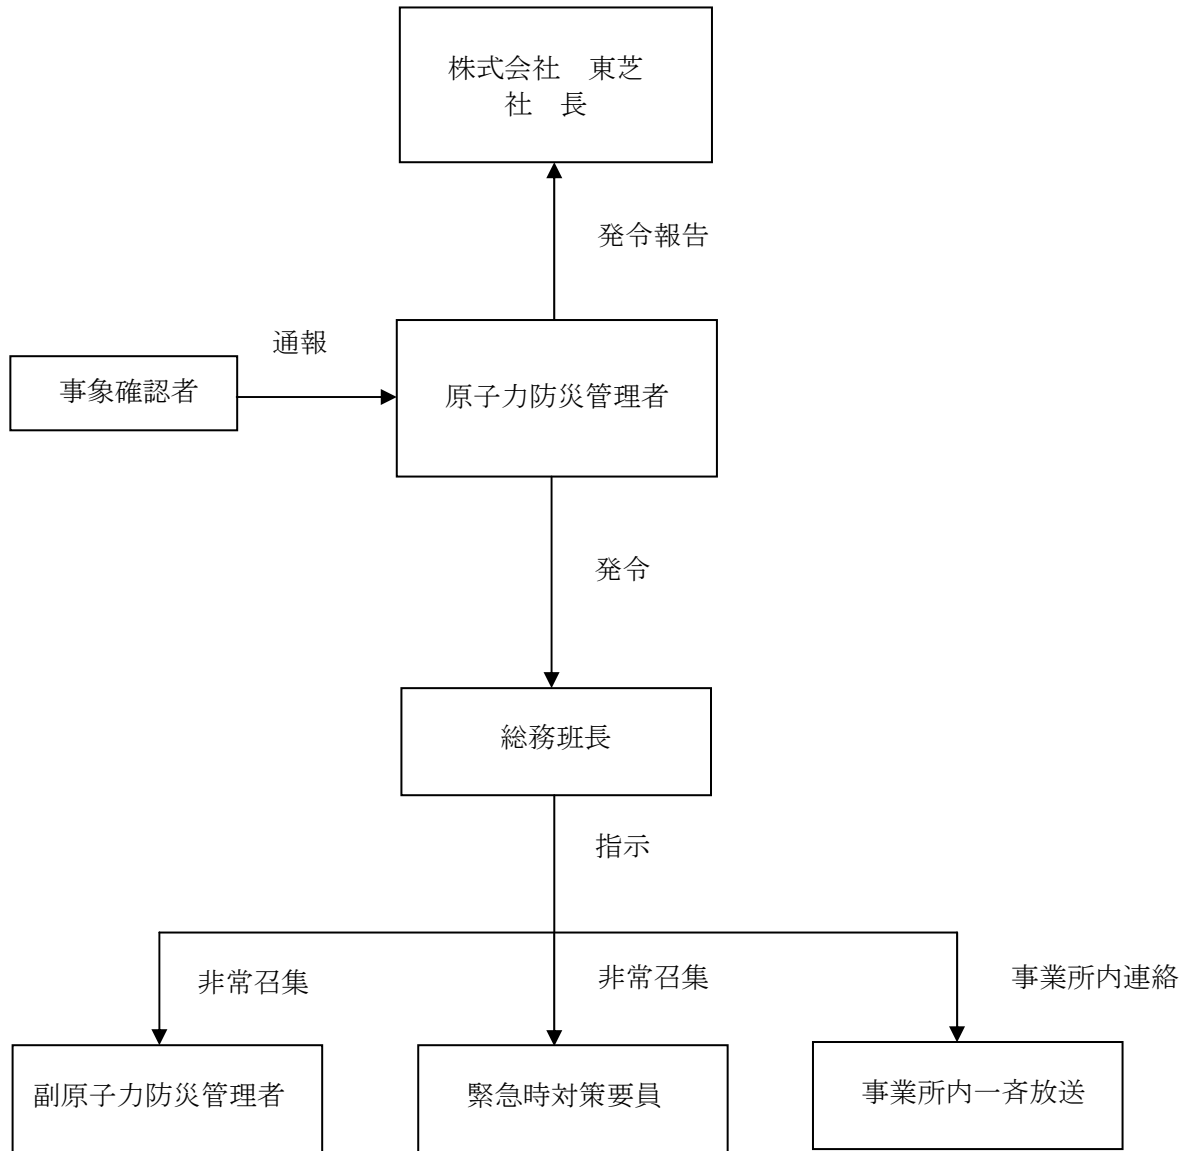 株式会社　東芝
社　長
発令報告
通報
事象確認者
原子力防災管理者
発令
総務班長
指示
非常召集
非常召集
事業所内連絡
副原子力防災管理者
緊急時対策要員
事業所内一斉放送